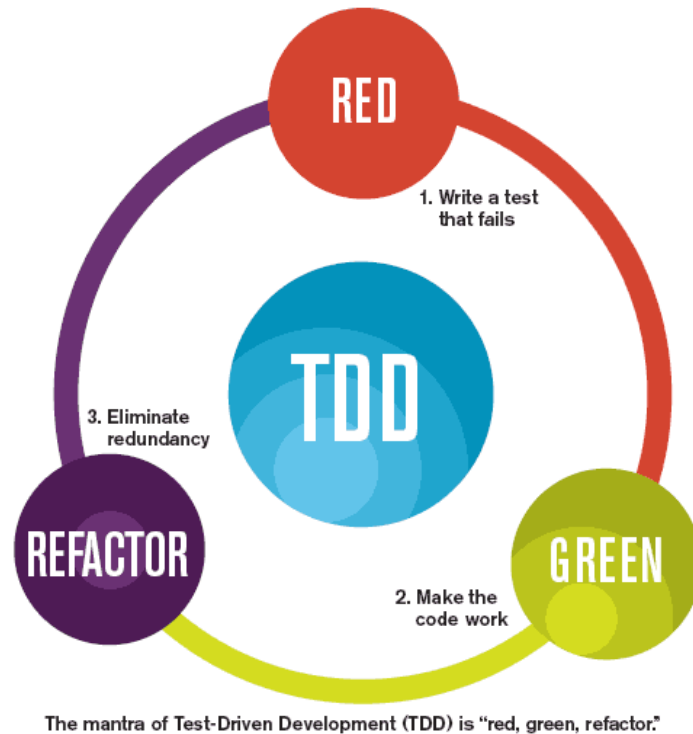 RED
1. Write a test
that fails
TDD
3. Eliminate
redundancy
REFACTOR
GREEN
2. Make the
code work
The mantra of Test-Driven Development (TDD) is “red, green, refactor.”